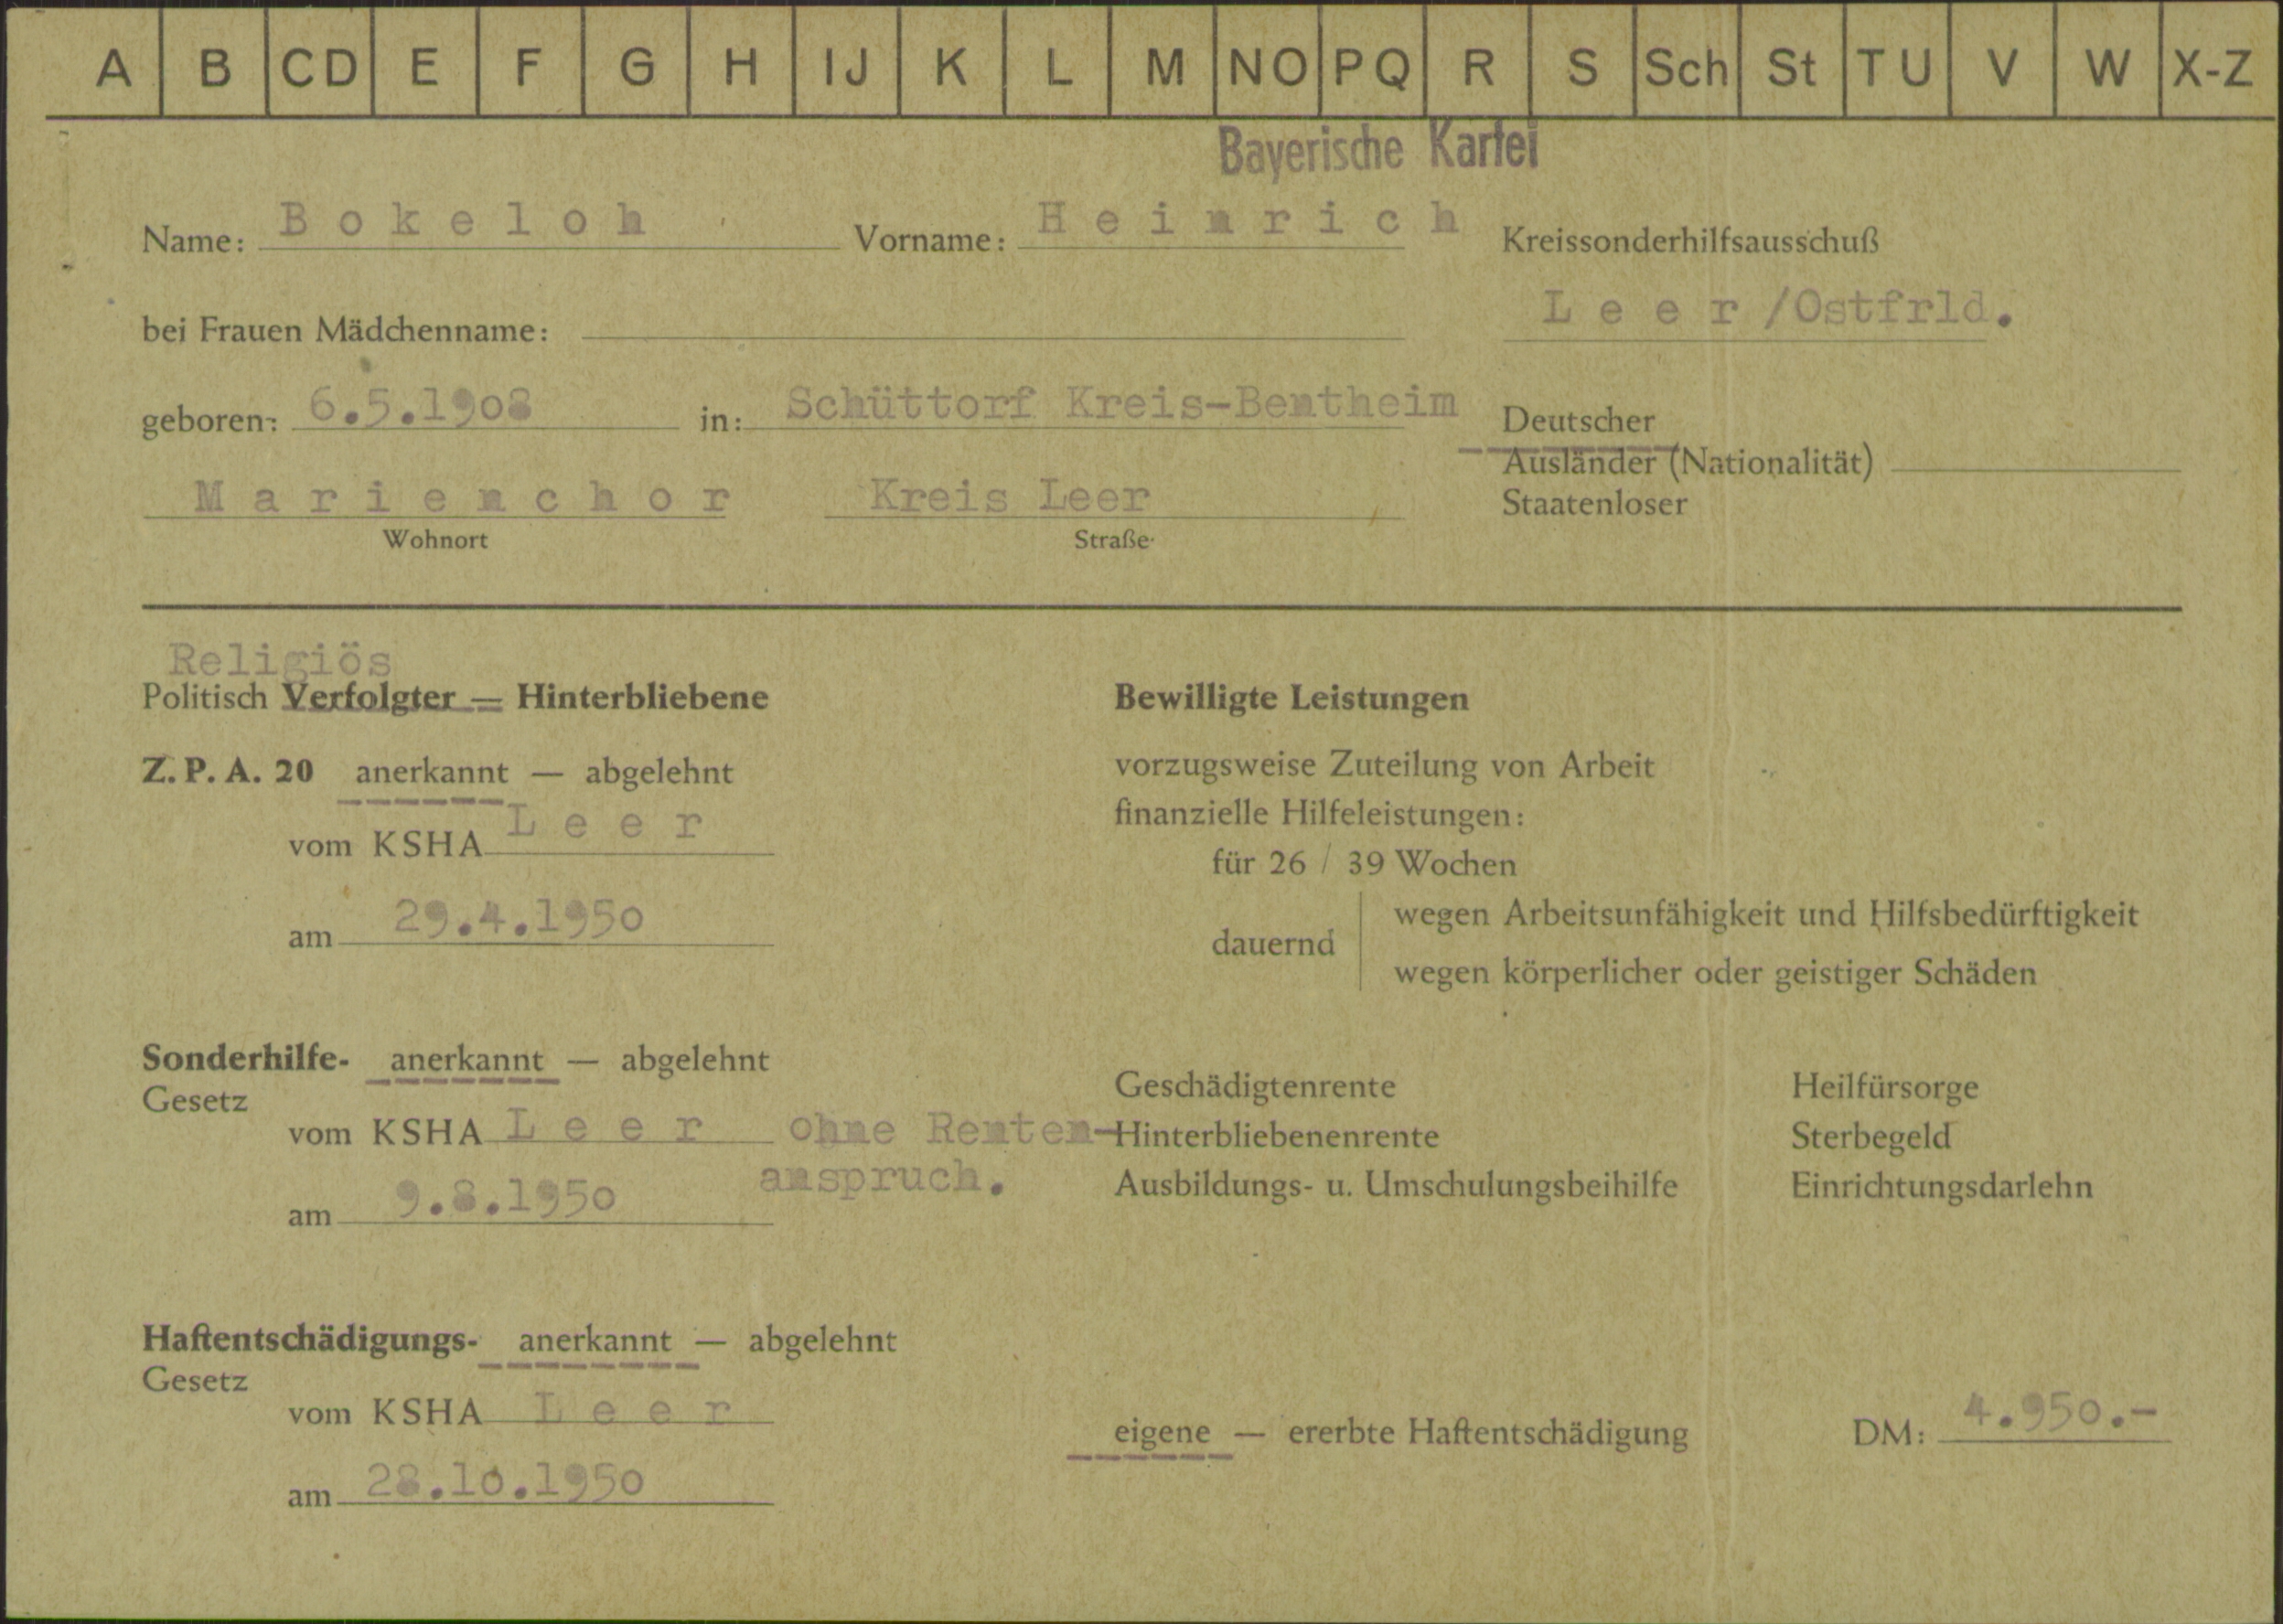 A B CD E F G H IJ K L M NO PQ R S Sch St TU V W X-Z
Bayerische Kartei
Name: Bokeloh Vorname: Heinrich Kreissonderhilfsausschuß
Leer/Ostfrld.
bei Frauen Mädchenname:
geboren: 6.5.1908 in: Schüttorf Kreis-Bentheim Deutscher
Ausländer (Nationalität)
Marienchor Kreis Leer Staatenloser
Wohnort Straße
Religiös
Politisch Verfolgter — Hinterbliebene Bewilligte Leistungen
Z. P. A. 20 anerkannt — abgelehnt vorzugsweise Zuteilung von Arbeit
finanzielle Hilfeleistungen:
vom KSHA Leer
für 26 / 39 Wochen
am 29.4.1950
dauernd
wegen Arbeitsunfähigkeit und Hilfsbedürftigkeit
wegen körperlicher oder geistiger Schäden
Sonderhilfe- anerkannt — abgelehnt
Gesetz
Geschädigtenrente Heilfürsorge
vom KSHA Leer ohne Renten-
Hinterbliebenenrente Sterbegeld
anspruch.
Ausbildungs- u. Umschulungsbeihilfe Einrichtungsdarlehn
am 9.8.1950
Haftentschädigungs- anerkannt — abgelehnt
Gesetz
vom KSHA Leer
eigene — ererbte Haftentschädigung DM: 4.950.-
am 28.10.1950